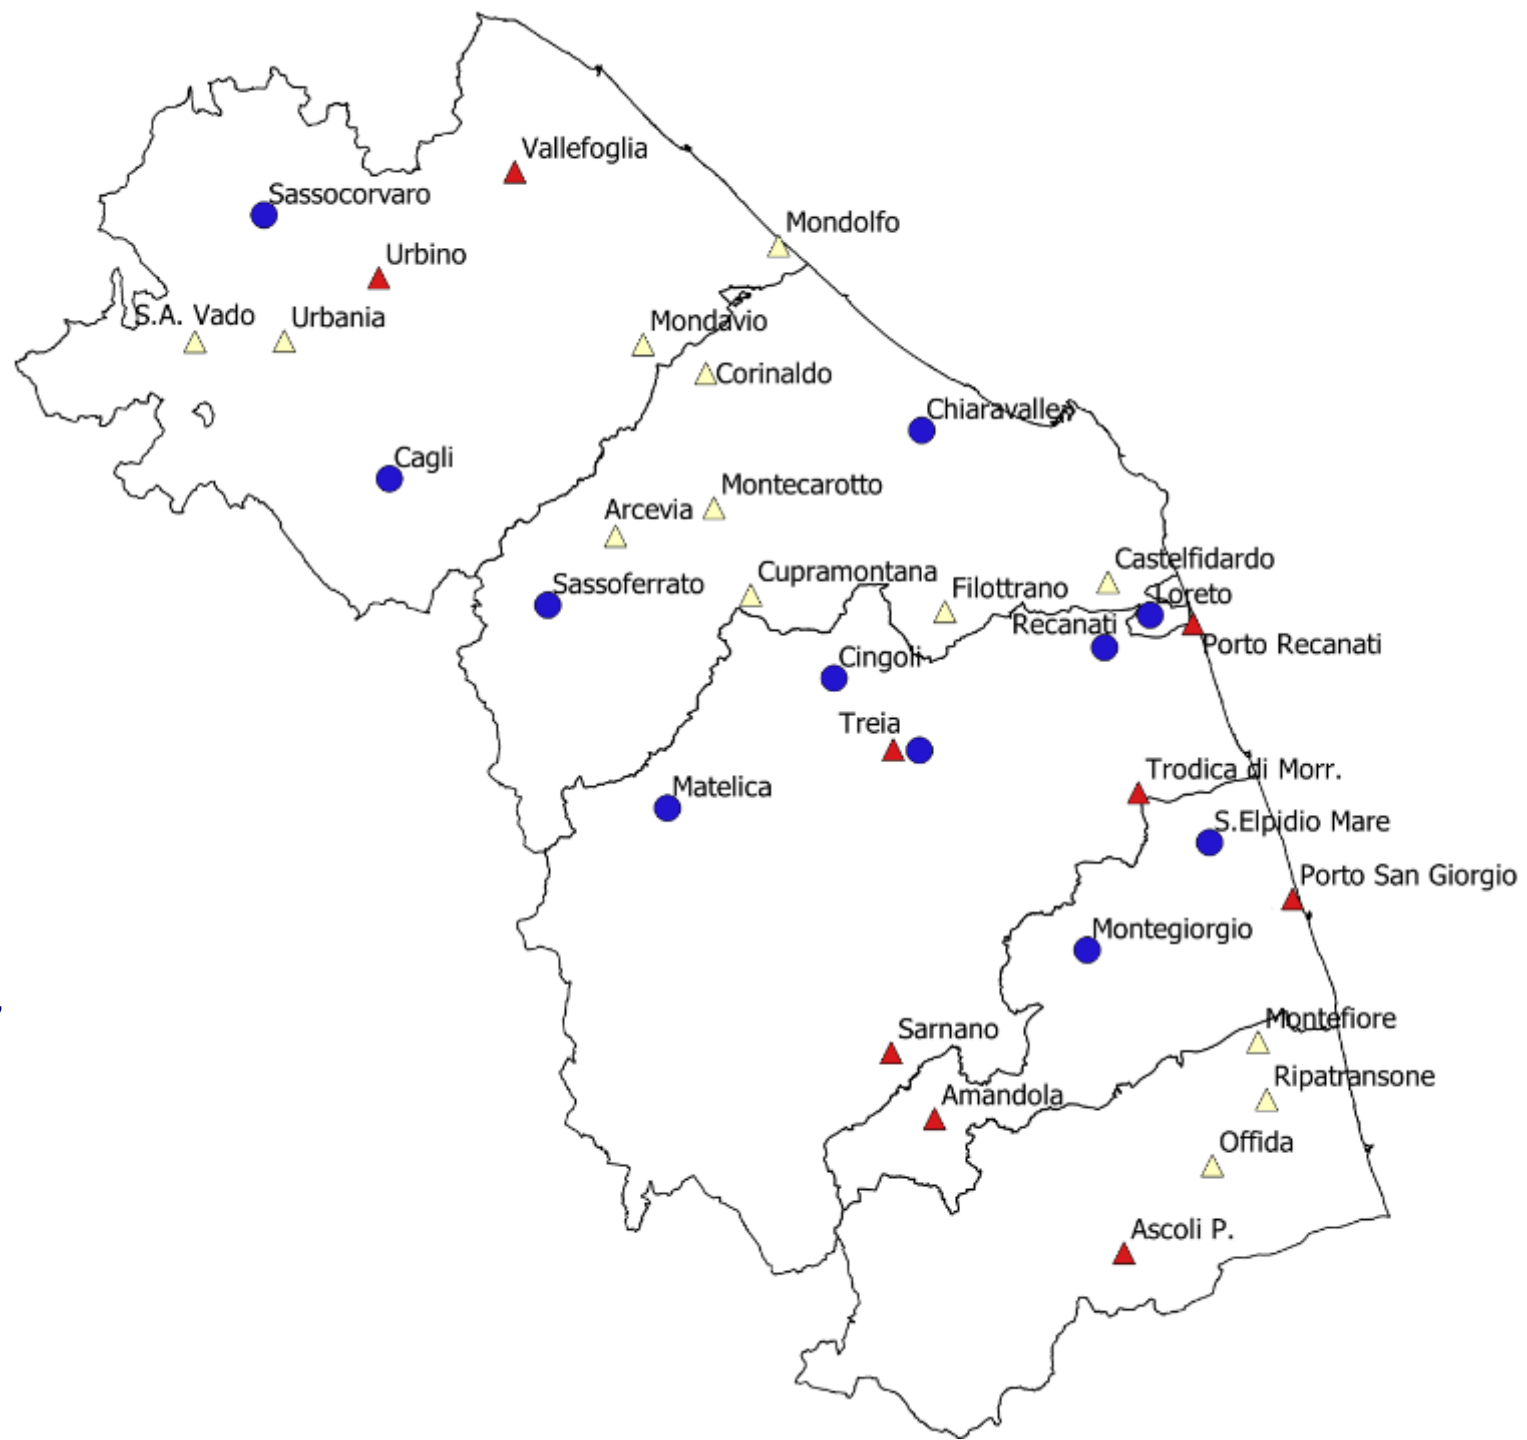 Vallefoglia
Sassocorvaro
Mondolfo
Urbino
S.A. Vado
Urbania
Mondavio
Corinaldo
Chiaravalle
Cagli
Montecarotto
Arcevia
Castelfidardo
Cupramontana
Sassoferrato
Filottrano
Loreto
Recanati
Porto Recanati
Cingoli
Treia
Trodica di Morr.
Matelica
S.Elpidio Mare
Porto San Giorgio
Montegiorgio
Montefiore
Sarnano
Ripatransone
Amandola
Offida
Ascoli P.